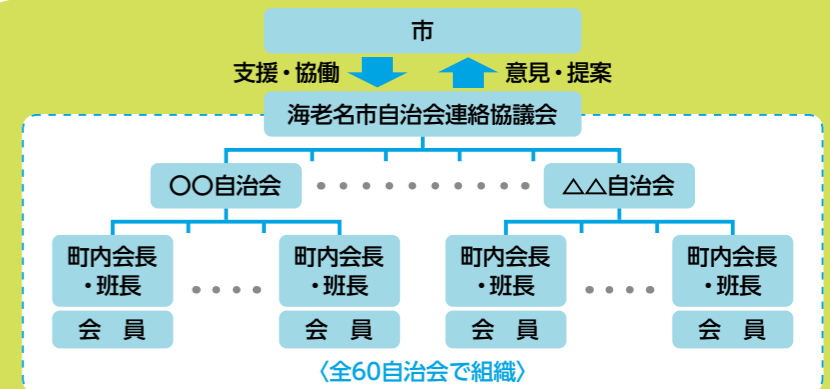 市
支援・協働
意見・提案
海老名市自治会連絡協議会
〇〇自治会
△△自治会
町内会長
・班長
町内会長
・班長
町内会長
・班長
町内会長
・班長
会　員
会　員
会　員
会　員
〈全60自治会で組織〉